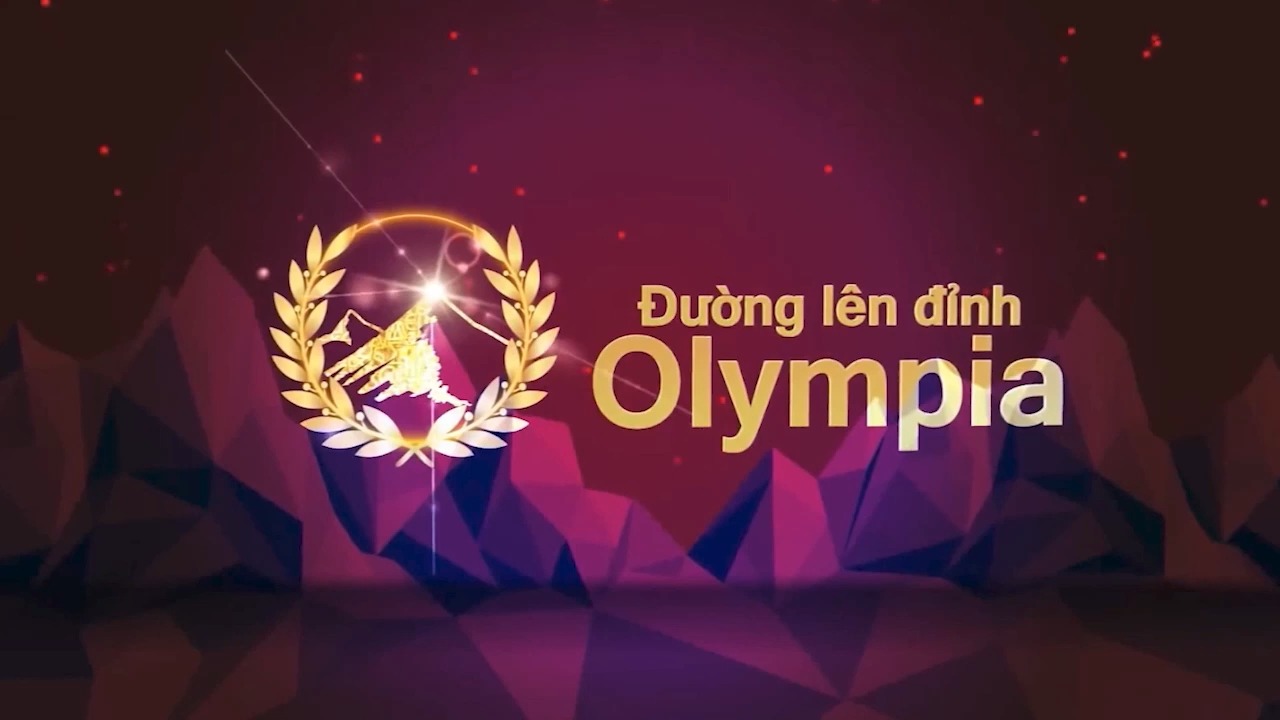 Đường lên đỉnh
Olympia